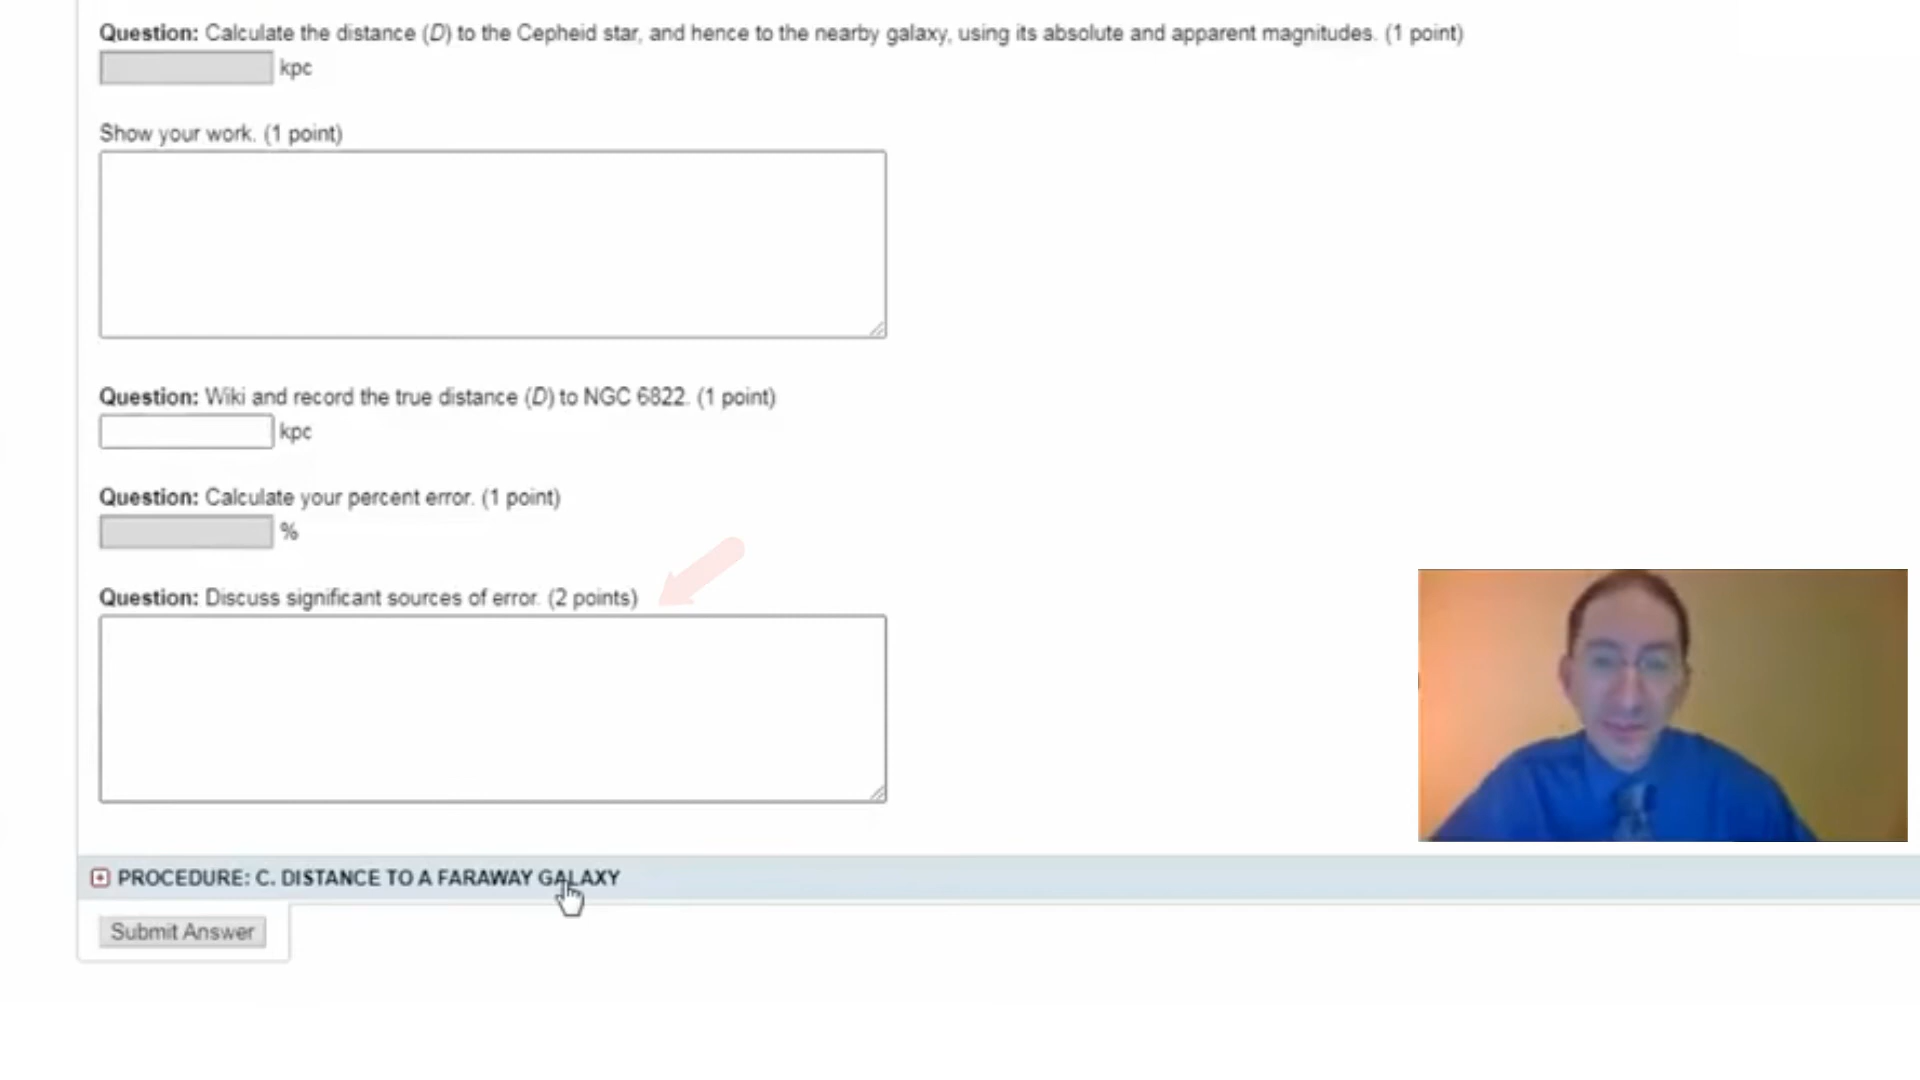 Question: Calculate the distance (D) to the Cepheid star, and hence to the nearby galaxy, using its absolute and apparent magnitudes. (1 point)
kpc
Show your work. (1 point)
Question: Wiki and record the true distance (D) to NGC 6822. (1 point)
kpc
Question: Calculate your percent error. (1 point)
%
Question: Discuss significant sources of error. (2 points)
PROCEDURE: C. DISTANCE TO A FARAWAY GALAXY
Submit Answer